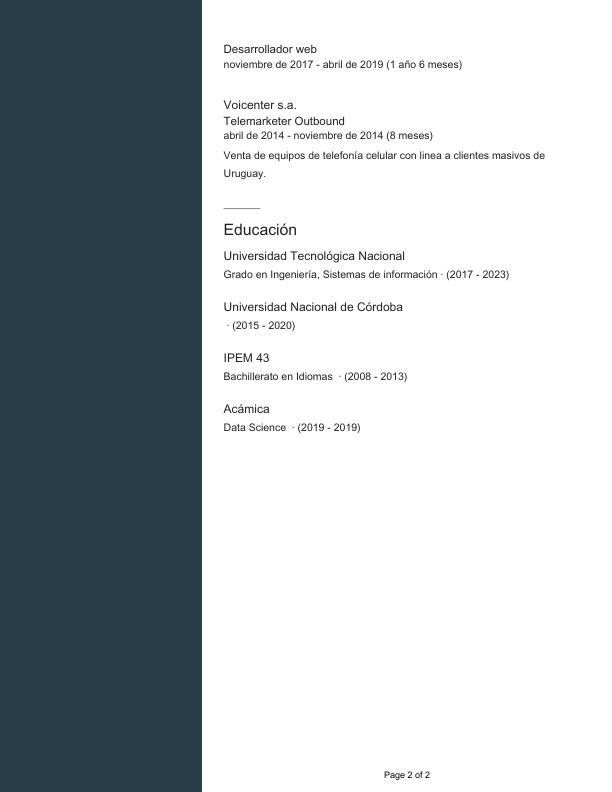 Desarrollador web
noviembre de 2017 - abril de 2019 (1 año 6 meses)
Voicenter s.a.
Telemarketer Outbound
abril de 2014 - noviembre de 2014 (8 meses)
Venta de equipos de telefonía celular con linea a clientes masivos de
Uruguay.
Educación
Universidad Tecnológica Nacional
Grado en Ingeniería, Sistemas de información · (2017 - 2023)
Universidad Nacional de Córdoba
· (2015 - 2020)
IPEM 43
Bachillerato en Idiomas · (2008 - 2013)
Acámica
Data Science · (2019 - 2019)
Page 2 of 2